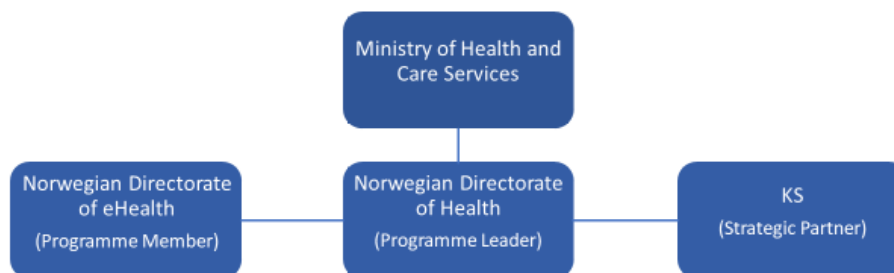 Ministry of Health and
Care Services
Norwegian Directorate
of eHealth
(Programme Member)
Norwegian Directorate
of Health
(Programme Leader)
KS
(Strategic Partner)